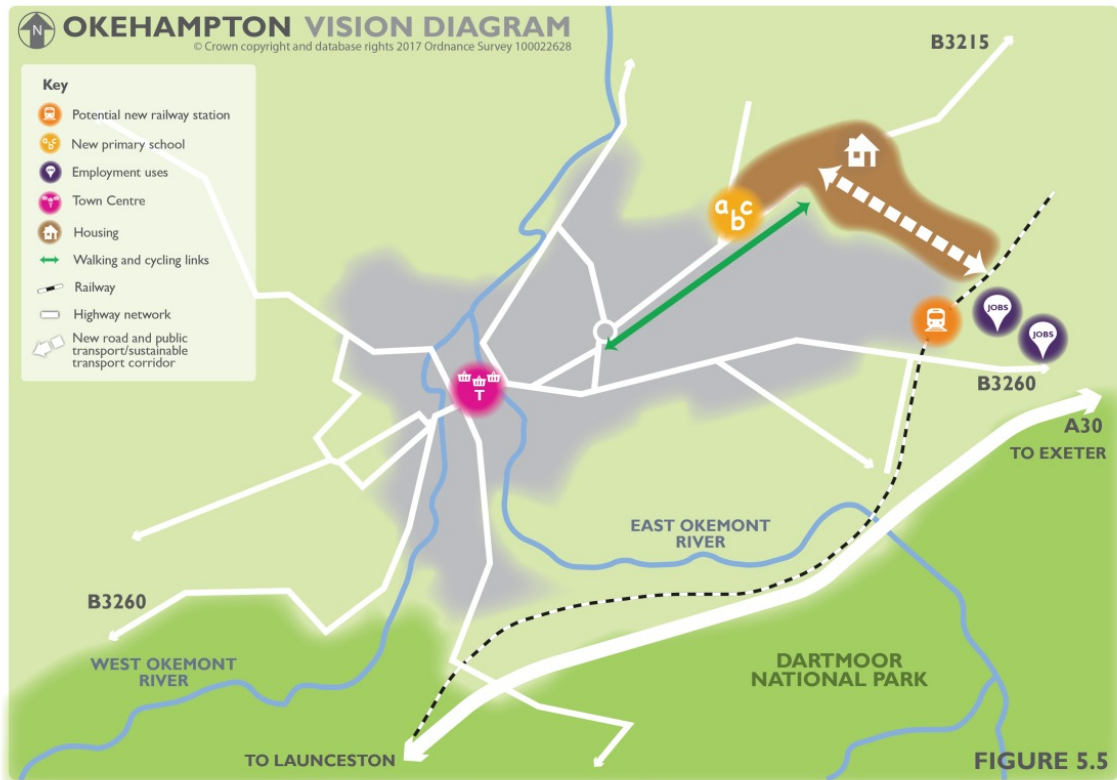 N
OKEHAMPTON VISION DIAGRAM
© Crown copyright and database rights 2017 Ordnance Survey 100022628
Key
Potential new railway station
abc
New primary school
Employment uses
T
Town Centre
Housing
Walking and cycling links
Railway
Highway network
New road and public
transport/sustainable
transport corridor
B3215
abc
JOBS
JOBS
T
B3260
A30
TO EXETER
EAST OKEMONT
RIVER
B3260
WEST OKEMONT
RIVER
DARTMOOR
NATIONAL PARK
TO LAUNCESTON
FIGURE 5.5